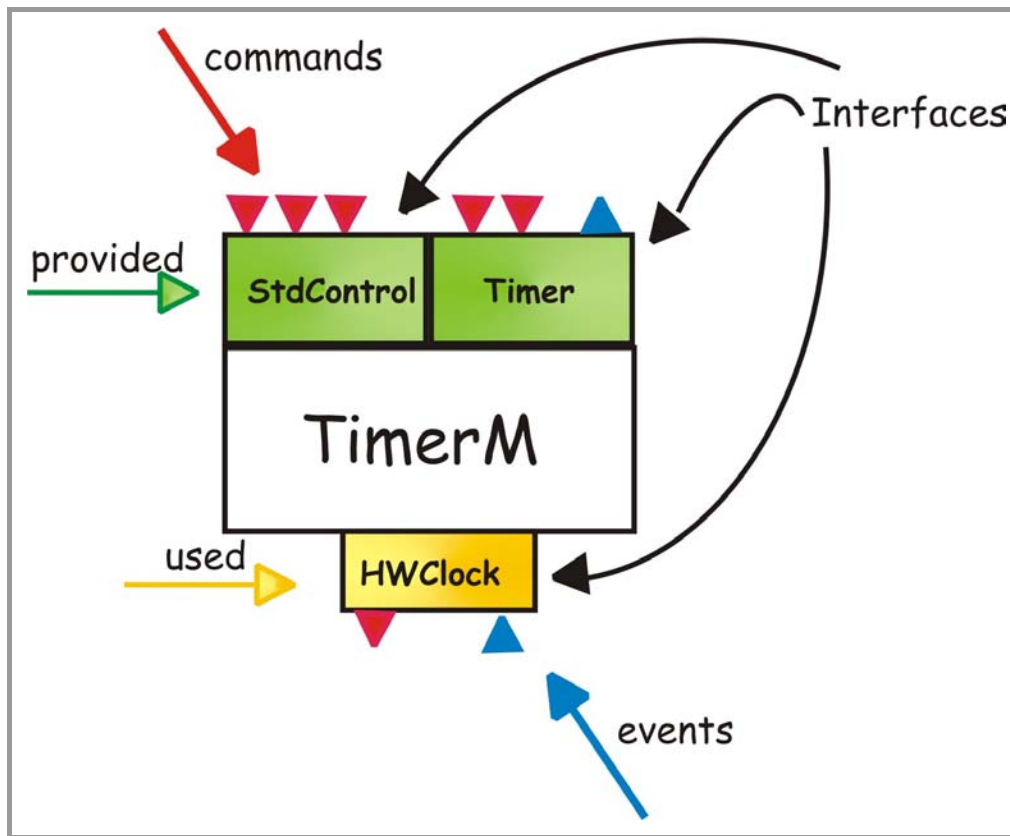 commands
Interfaces
provided
StdControl
Timer
TimerM
used
HWClock
events